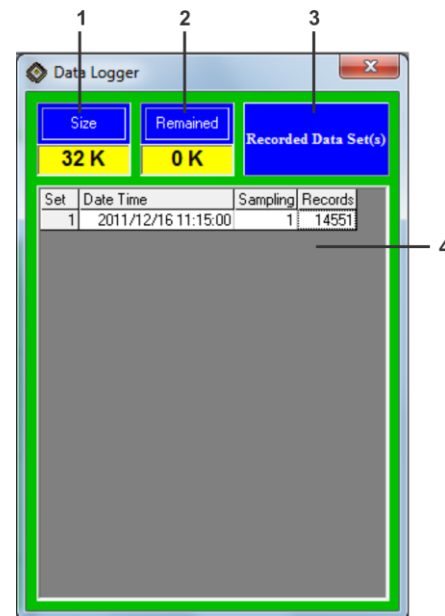 1 2 3
Data Logger
Size Remained Recorded Data Set(s)
32 K 0 K
Set Date Time Sampling Records
1 2011/12/16 11:15:00 1 14551
4